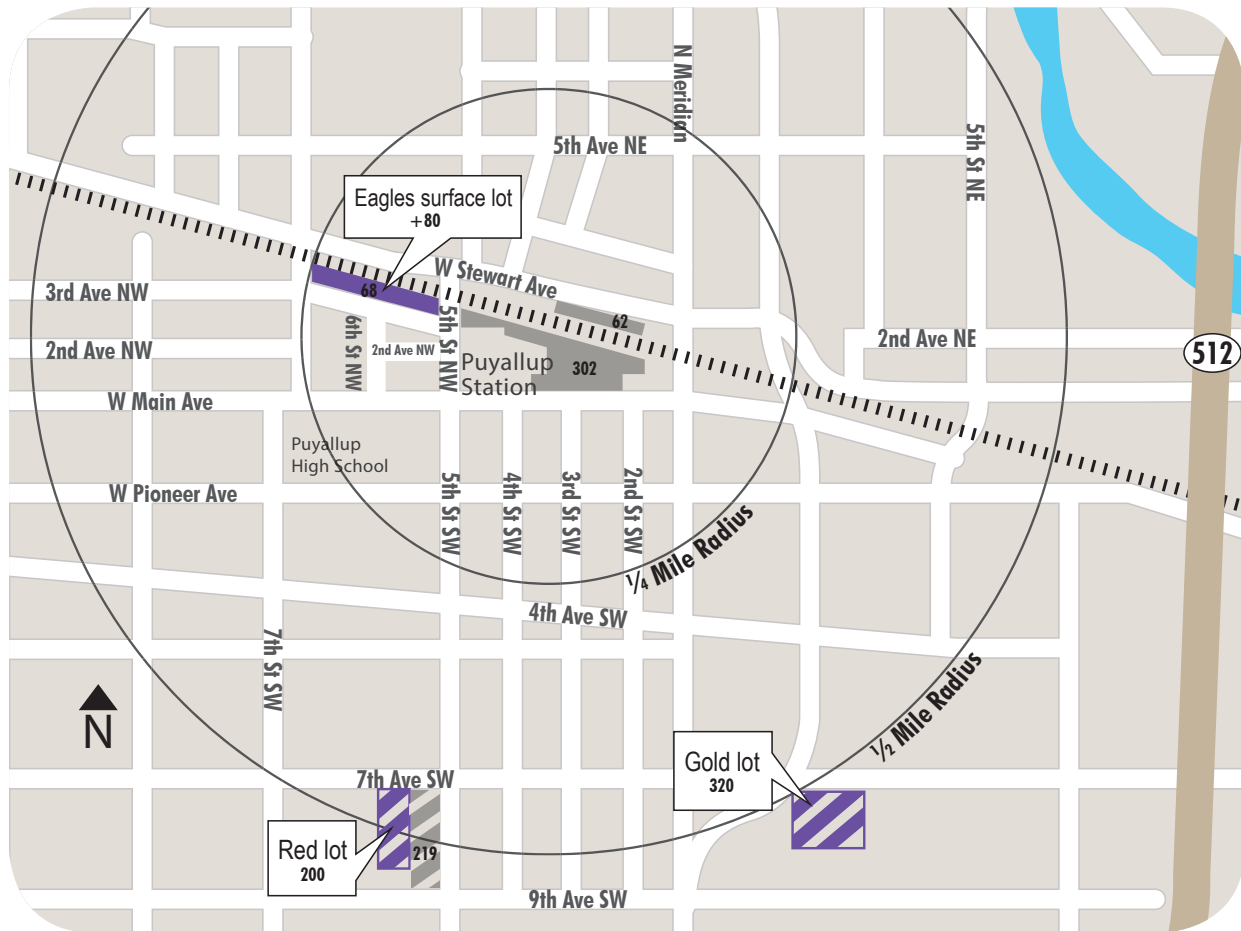 N Meridian
5th Ave NE
5th St NE
Eagles surface lot
+80
W Stewart Ave
3rd Ave NW
68
62
2nd Ave NW
6th St NW
2nd Ave NW
5th St NW
Puyallup
Station
302
2nd Ave NE
512
W Main Ave
Puyallup
High School
W Pioneer Ave
5th St SW
4th St SW
3rd St SW
2nd St SW
1/4 Mile Radius
4th Ave SW
7th St SW
1/2 Mile Radius
N
7th Ave SW
Gold lot
320
Red lot
200
219
9th Ave SW